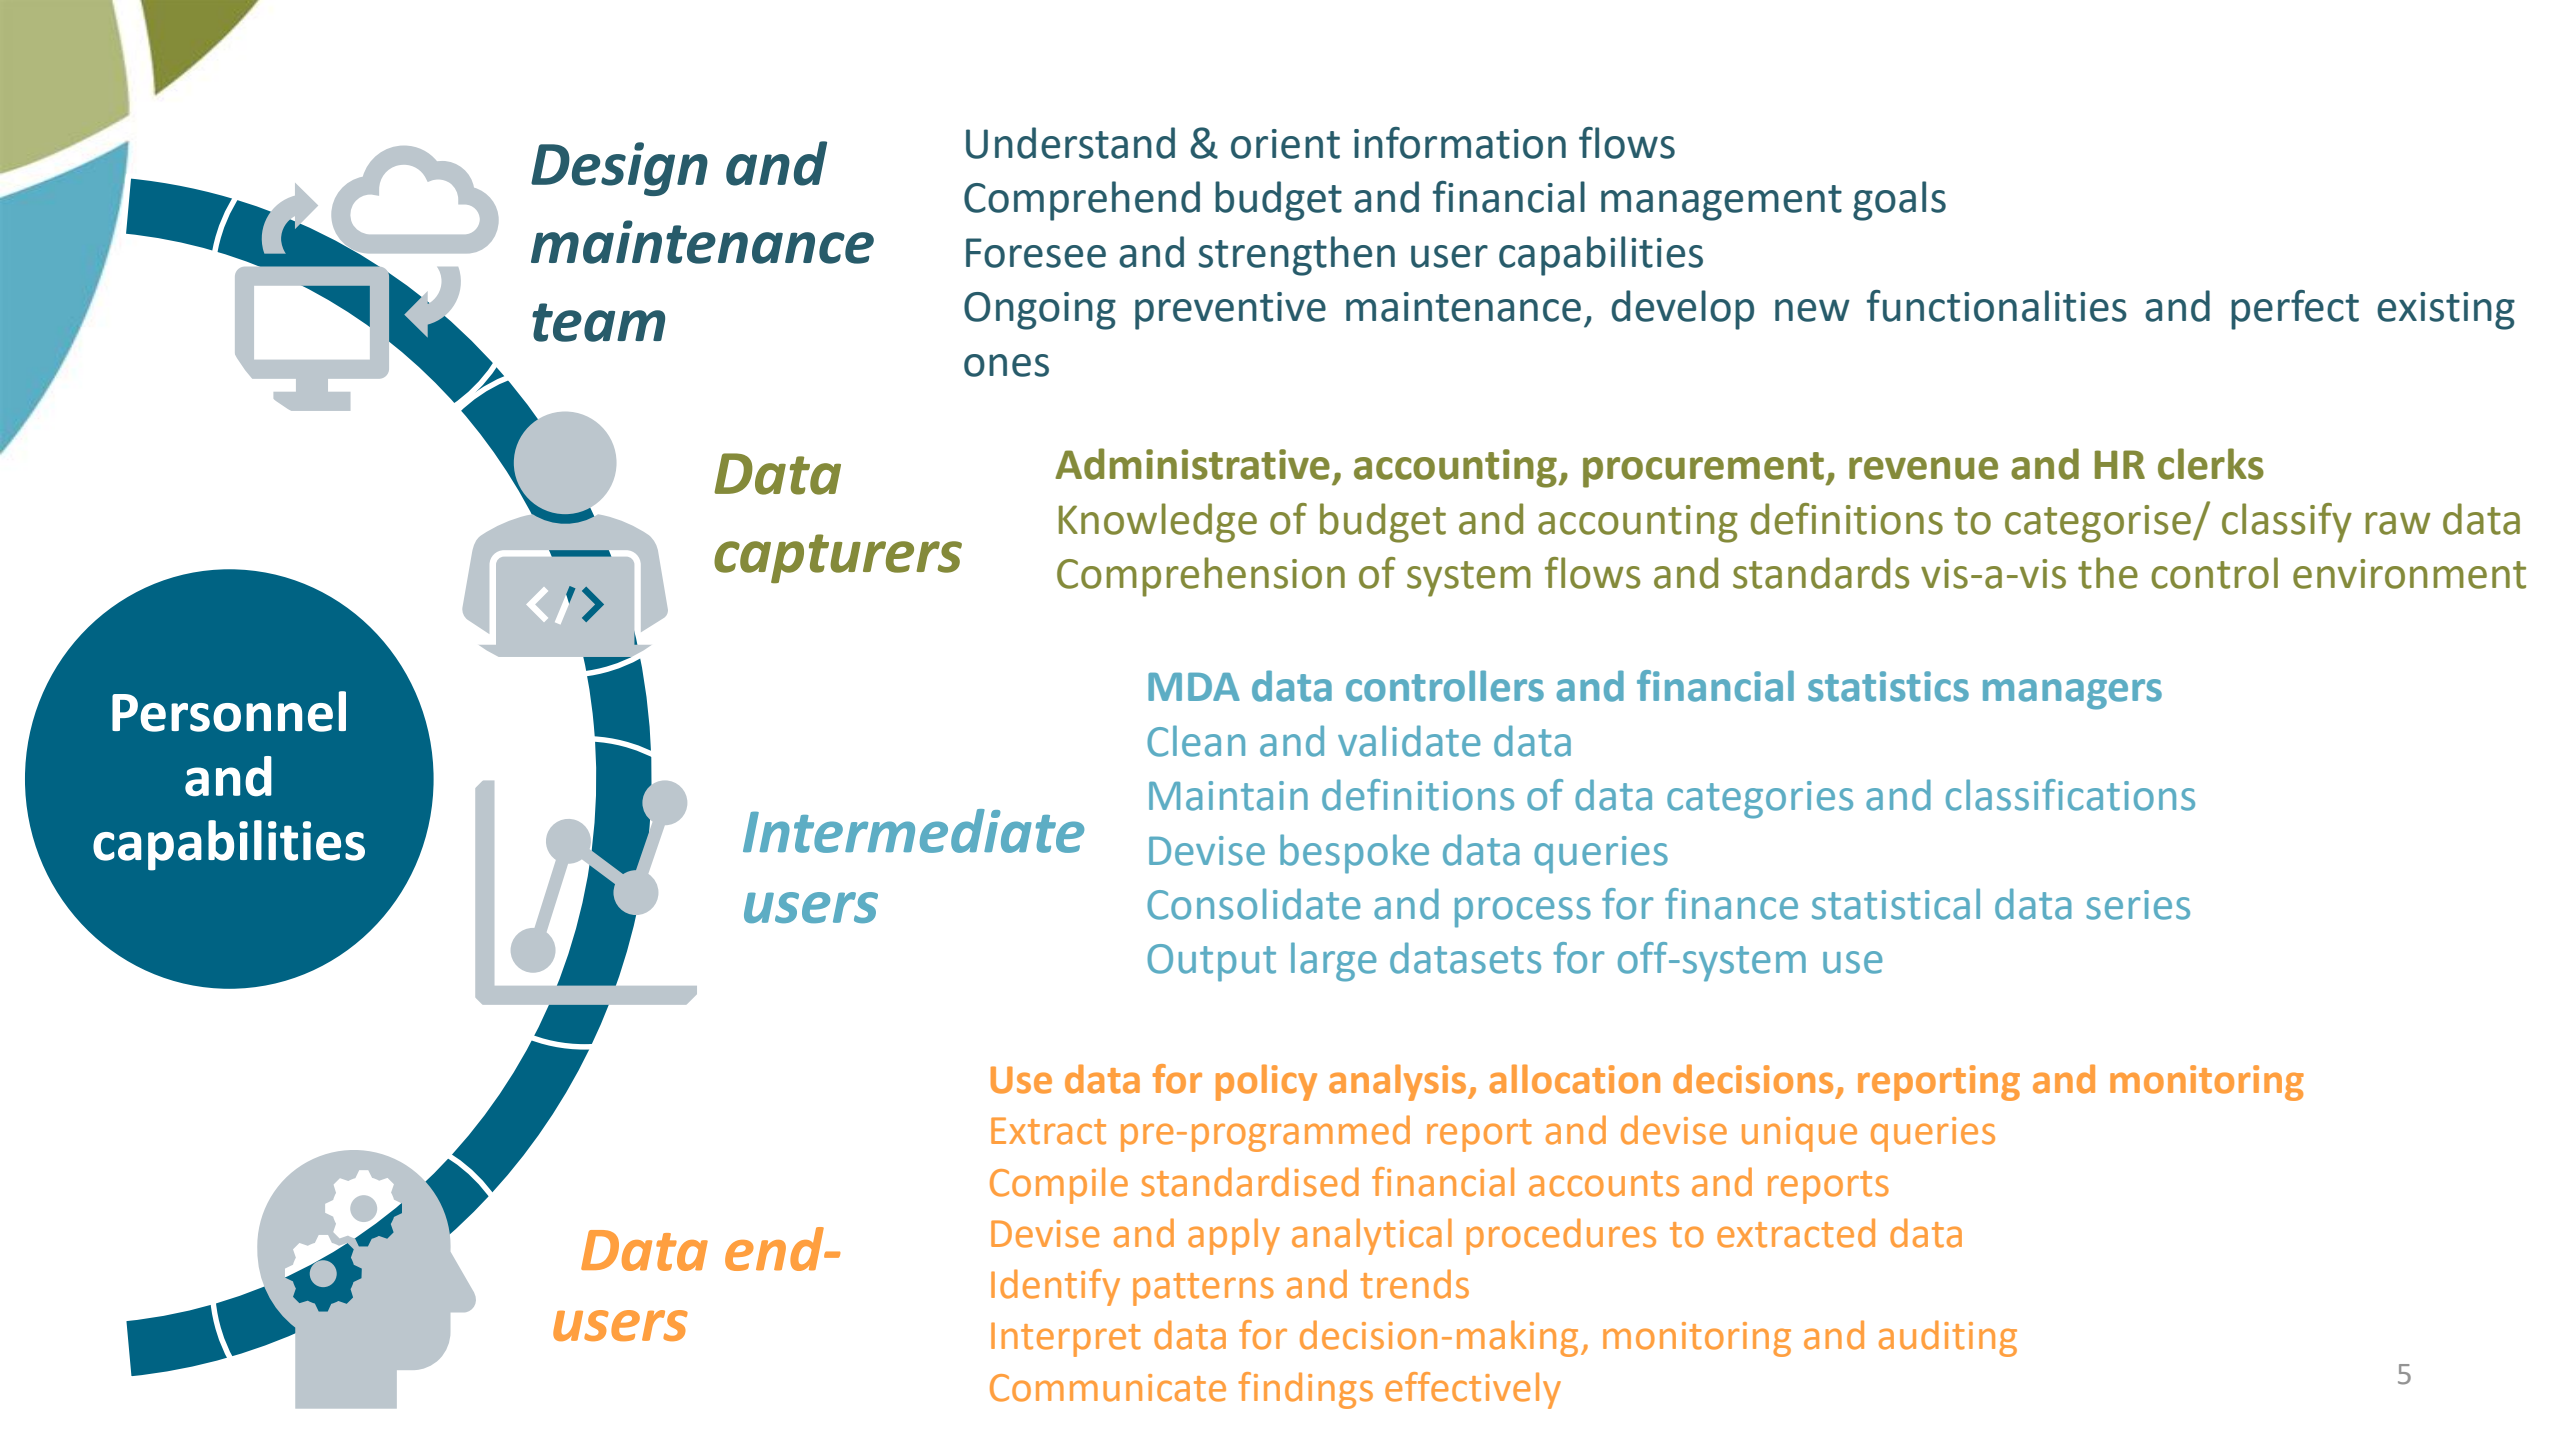 Design and
maintenance
team
Understand & orient information flows
Comprehend budget and financial management goals
Foresee and strengthen user capabilities
Ongoing preventive maintenance, develop new functionalities and perfect existing
ones
Data
capturers
Administrative, accounting, procurement, revenue and HR clerks
Knowledge of budget and accounting definitions to categorise/ classify raw data
Comprehension of system flows and standards vis-a-vis the control environment
Personnel
and
capabilities
Intermediate
users
MDA data controllers and financial statistics managers
Clean and validate data
Maintain definitions of data categories and classifications
Devise bespoke data queries
Consolidate and process for finance statistical data series
Output large datasets for off-system use
Data end-
users
Use data for policy analysis, allocation decisions, reporting and monitoring
Extract pre-programmed report and devise unique queries
Compile standardised financial accounts and reports
Devise and apply analytical procedures to extracted data
Identify patterns and trends
Interpret data for decision-making, monitoring and auditing
Communicate findings effectively
5